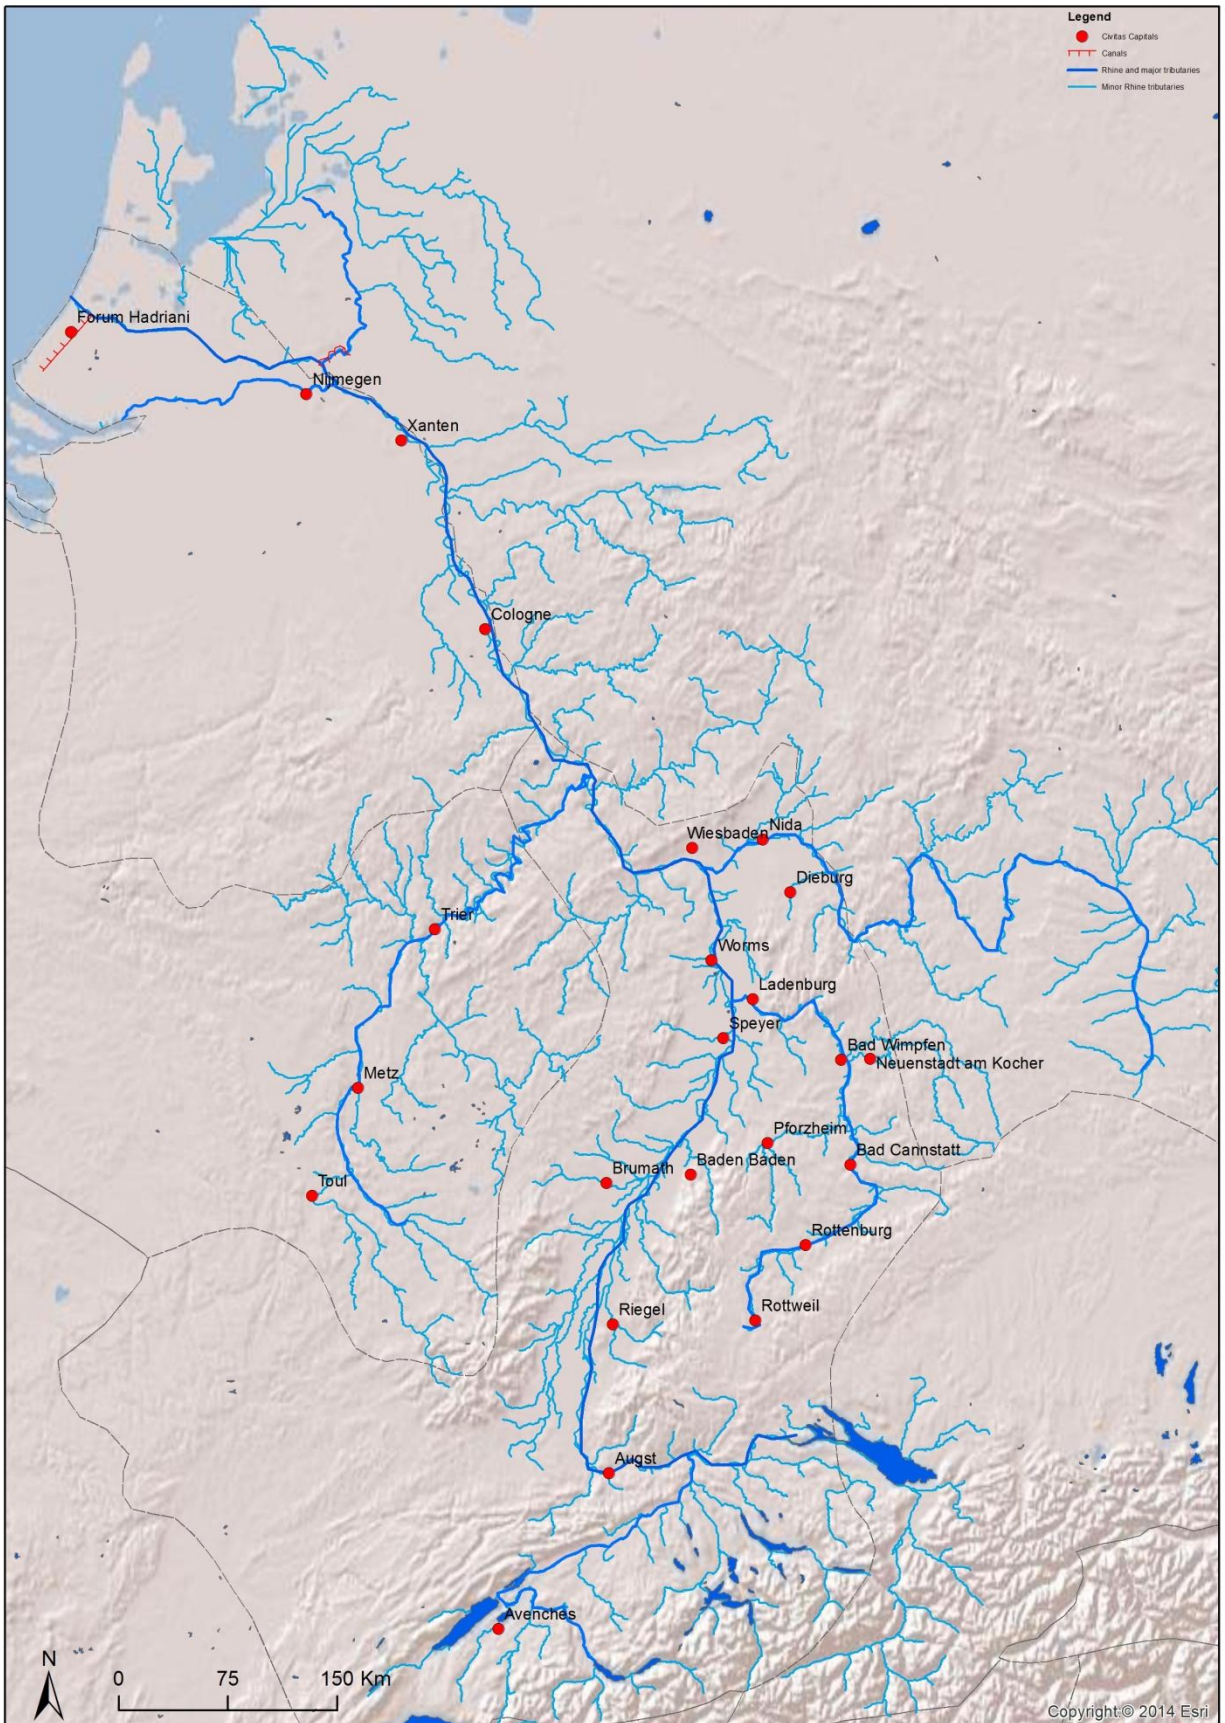 Legend
Civitas Capitals
Canals
Rhine and major tributaries
Minor Rhine tributaries
Forum Hadriani
Nijmegen
Xanten
Cologne
Wiesbaden
Nida
Dieburg
Trier
Worms
Ladenburg
Speyer
Bad Wimpfen
Neuenstadt am Kocher
Metz
Pforzheim
Bad Cannstatt
Baden Baden
Brumath
Toul
Rottenburg
Riegel
Rottweil
Augst
Avenches
N
0 75 150 Km
Copyright:© 2014 Esri